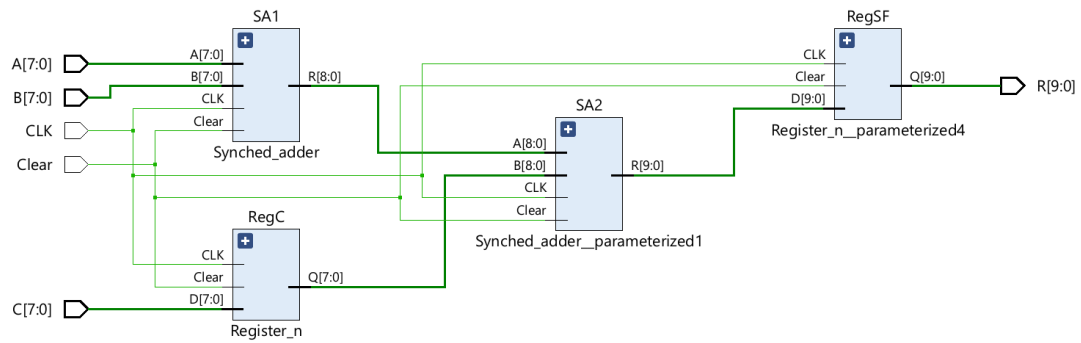 SA1
RegSF
A[7:0]
B[7:0]
CLK
Clear
A[7:0]
B[7:0]
CLK
Clear
R[8:0]
Synched_adder
CLK
Clear
D[9:0]
Q[9:0]
R[9:0]
Register_n__parameterized4
SA2
A[8:0]
B[8:0]
CLK
Clear
R[9:0]
Synched_adder__parameterized1
RegC
CLK
Clear
D[7:0]
Q[7:0]
C[7:0]
Register_n